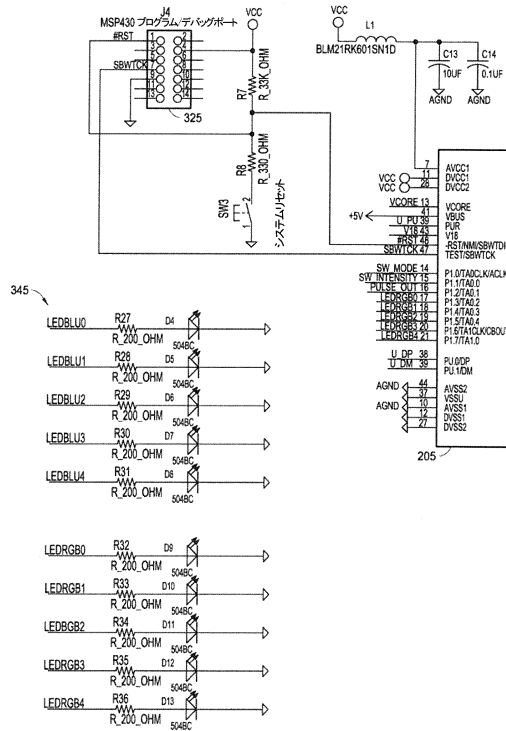 J4
MSP430 プログラム/デバッグポート
VCC
VCC
L1
BLM21RK601SN1D
#RST
1 2
3 4
5 6
SBWTCK 7 8
9 10
11 12
13 14
325
R7
R_33K_OHM
R8
R_330_OHM
SW3
2
1
システムリセット
C13
10UF
AGND
C14
0.1UF
AGND
7 AVCC1
VCC 11 DVCC1
VCC 28 DVCC2
VCORE 13 VCORE
+5V 41 VBUS
U_PU 39 PUR
V18 43 V18
#RST 48 -RST/NMI/SBWTDI
SBWTCK 47 TEST/SBWTCK
SW_MODE 14 P1.0/TA0CLK/ACLK
SW_INTENSITY 15 P1.1/TA0.0
PULSE_OUT 16 P1.2/TA0.1
LEDRGB0 17 P1.3/TA0.2
LEDRGB1 18 P1.4/TA0.3
LEDRGB2 19 P1.5/TA0.4
LEDRGB3 20 P1.6/TA1CLK/CBOUT
LEDRGB4 21 P1.7/TA1.0
U_DP 38 PU.0/DP
U_DM 39 PU.1/DM
AGND 44 AVSS2
37 VSSU
AGND 10 AVSS1
12 DVSS1
27 DVSS2
205
345
LEDBLU0 R27 R_200_OHM D4 504BC
LEDBLU1 R28 R_200_OHM D5 504BC
LEDBLU2 R29 R_200_OHM D6 504BC
LEDBLU3 R30 R_200_OHM D7 504BC
LEDBLU4 R31 R_200_OHM D8 504BC
LEDRGB0 R32 R_200_OHM D9 504BC
LEDRGB1 R33 R_200_OHM D10 504BC
LEDBGB2 R34 R_200_OHM D11 504BC
LEDRGB3 R35 R_200_OHM D12 504BC
LEDRGB4 R36 R_200_OHM D13 504BC